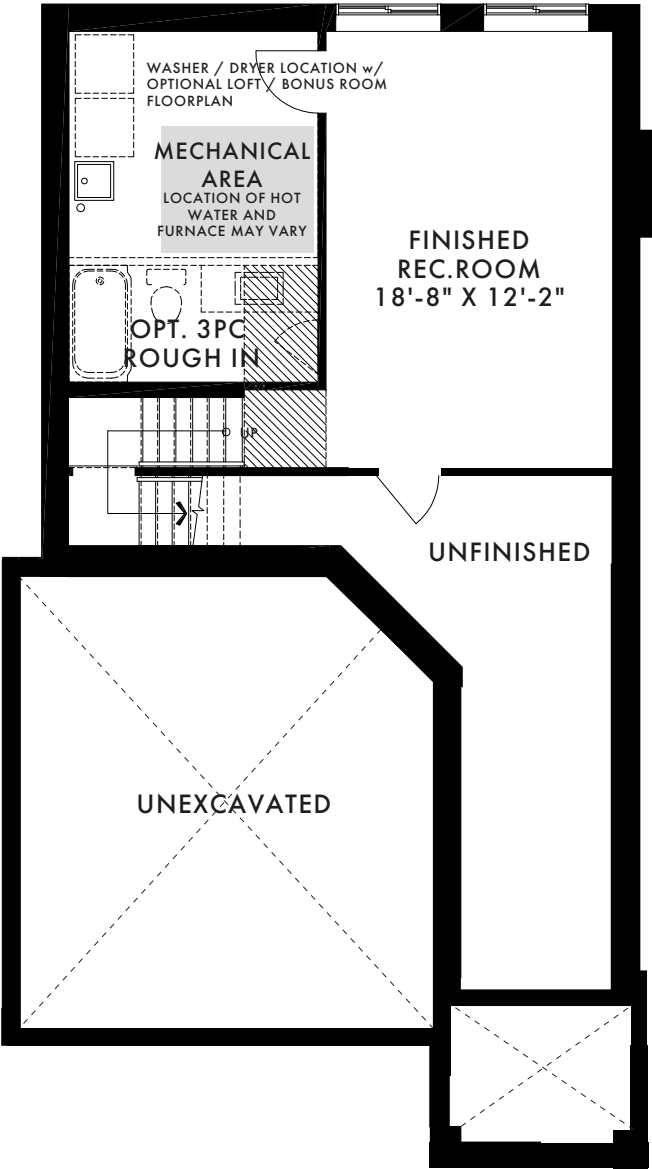 WASHER / DRYER LOCATION w/
OPTIONAL LOFT / BONUS ROOM
FLOORPLAN
MECHANICAL
AREA
LOCATION OF HOT
WATER AND
FURNACE MAY VARY
FINISHED
REC.ROOM
18'-8" X 12'-2"
OPT. 3PC
ROUGH IN
UP
UNFINISHED
UNEXCAVATED